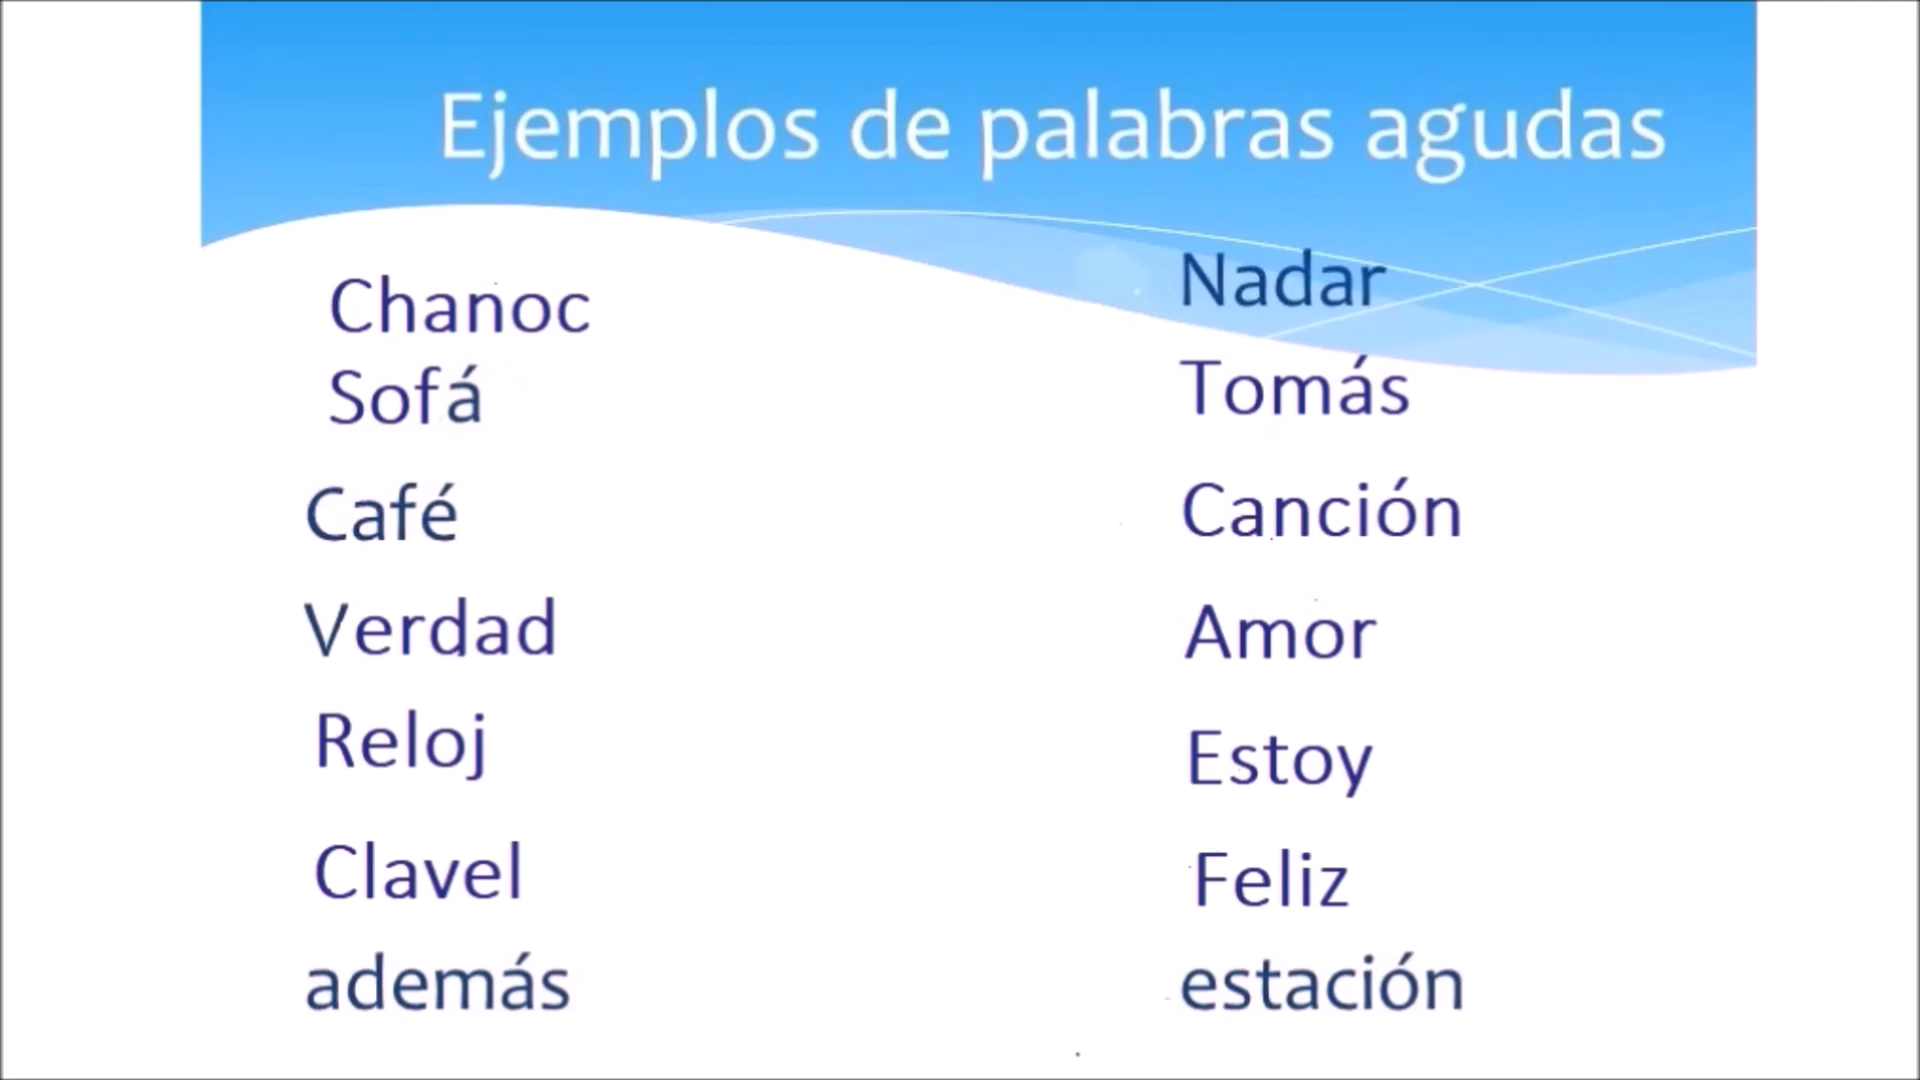 Ejemplos de palabras agudas
Chanoc
Sofá
Café
Verdad
Reloj
Clavel
además
Nadar
Tomás
Canción
Amor
Estoy
Feliz
estación